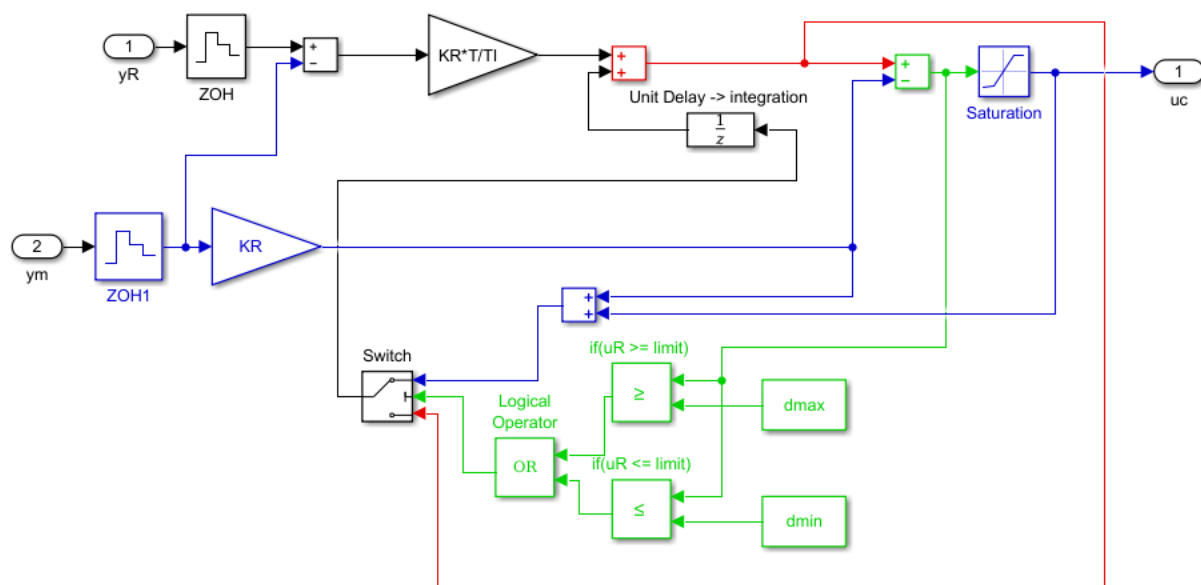 1
yR
ZOH
+
−
KR*T/TI
+
+
Unit Delay -> integration
1
z
+
−
Saturation
1
uc
2
ym
ZOH1
KR
+
+
Switch
if(uR >= limit)
≥
dmax
Logical
Operator
OR
if(uR <= limit)
≤
dmin